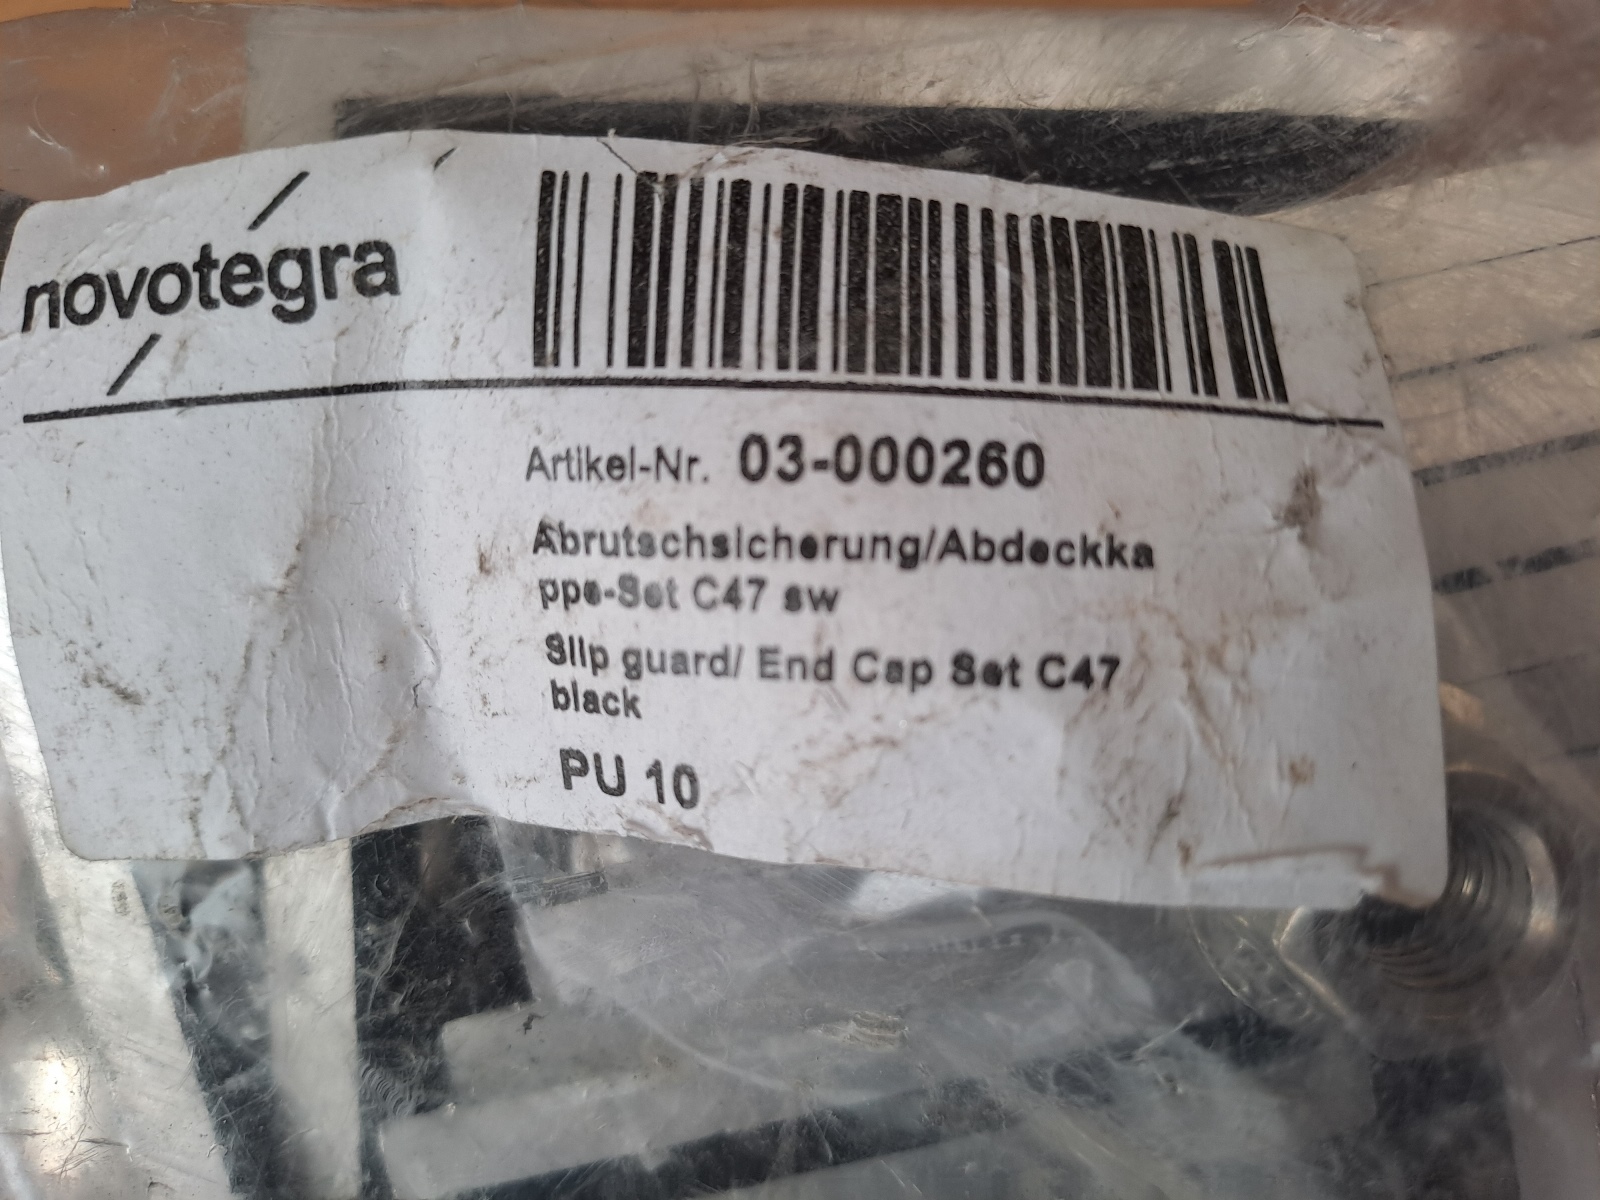 novotegra
Artikel-Nr. 03-000260
Abrutschsicherung/Abdeckka
ppe-Set C47 sw
Slip guard/ End Cap Set C47
black
PU 10